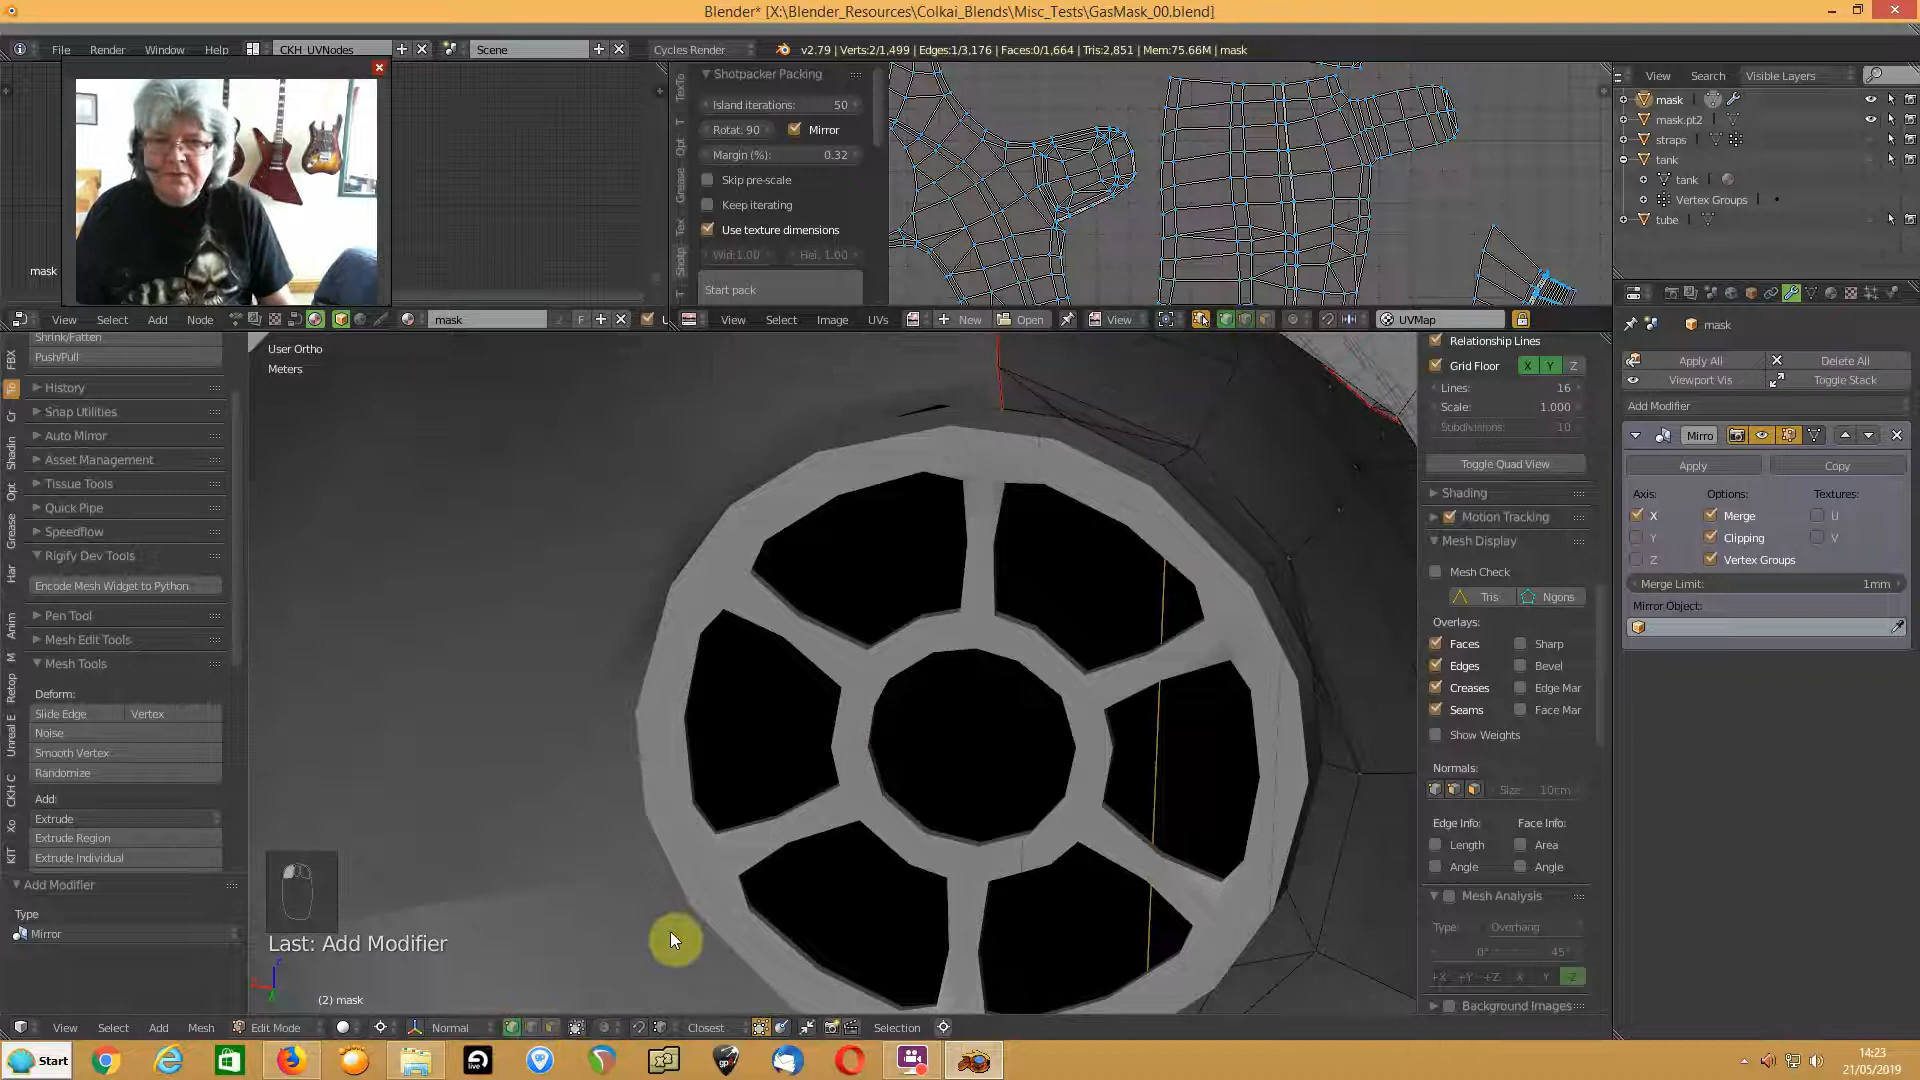 Blender* [X:\Blender_Resources\Colkai_Blends\Misc_Tests\GasMask_00.blend]
File Render Window Help CKH_UVNodes Scene Cycles Render v2.79 | Verts:2/1,499 | Edges:1/3,176 | Faces:0/1,664 | Tris:2,851 | Mem:75.66M | mask
mask
View Select Add Node mask F
Shotpacker Packing
Island iterations: 50
Rotat: 90 Mirror
Margin (%): 0.32
Skip pre-scale
Keep iterating
Use texture dimensions
Wid:1.00 Hei. 1.00
Start pack
View Select Image UVs New Open View UVMap
View Search Visible Layers
mask
mask.pt2
straps
tank
tank
Vertex Groups
tube
mask
Apply All Delete All
Viewport Vis Toggle Stack
Add Modifier
Mirro
Apply Copy
Axis: Options: Textures:
X Merge U
Y Clipping V
Z Vertex Groups
Merge Limit: 1mm
Mirror Object:
Shrink/Fatten
Push/Pull
History
Snap Utilities
Auto Mirror
Asset Management
Tissue Tools
Quick Pipe
Speedflow
Rigify Dev Tools
Encode Mesh Widget to Python
Pen Tool
Mesh Edit Tools
Mesh Tools
Deform:
Slide Edge Vertex
Noise
Smooth Vertex
Randomize
Add:
Extrude
Extrude Region
Extrude Individual
Add Modifier
Type
Mirror
User Ortho
Meters
Last: Add Modifier
(2) mask
Relationship Lines
Grid Floor X Y Z
Lines: 16
Scale: 1.000
Subdivisions: 10
Toggle Quad View
Shading
Motion Tracking
Mesh Display
Mesh Check
Tris Ngons
Overlays:
Faces Sharp
Edges Bevel
Creases Edge Mar
Seams Face Mar
Show Weights
Normals:
Size: 10cm
Edge Info: Face Info:
Length Area
Angle Angle
Mesh Analysis
Type: Overhang
0° 45°
+X +Y +Z X Y -Z
Background Images
View Select Add Mesh Edit Mode Normal Closest Selection
Start
14:23
21/05/2019